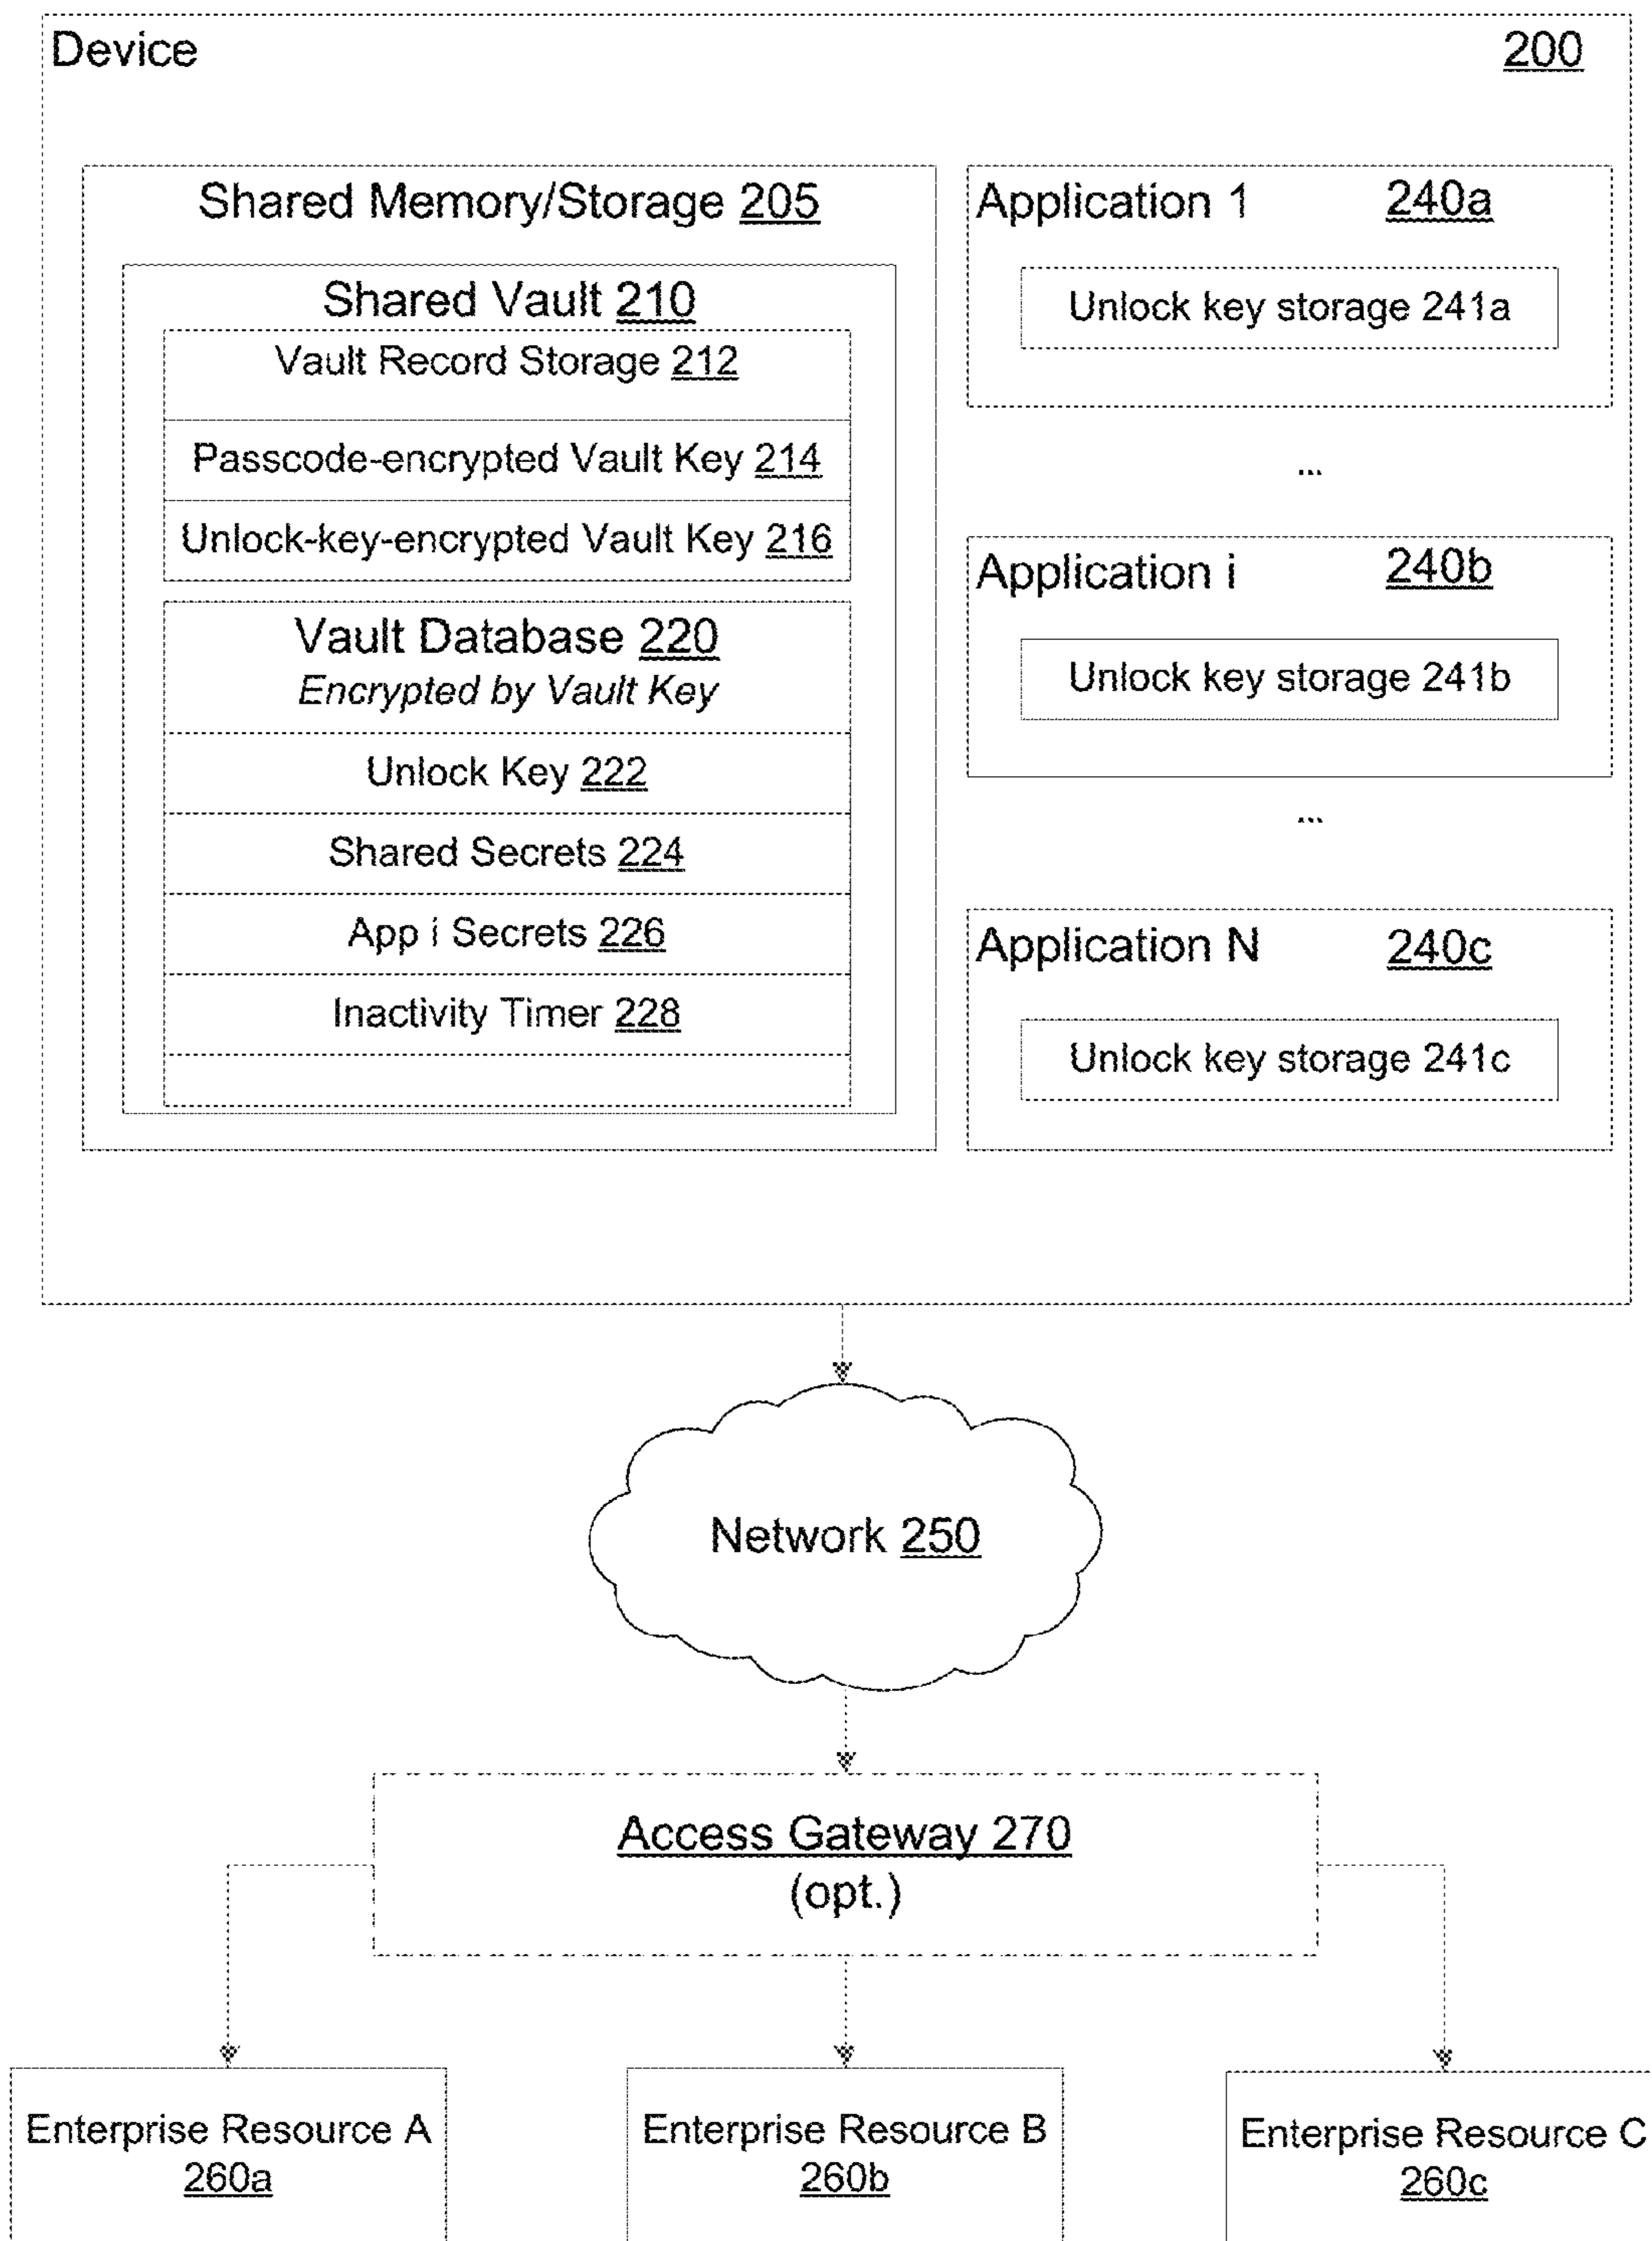 Device 200
Shared Memory/Storage 205
Shared Vault 210
Vault Record Storage 212
Passcode-encrypted Vault Key 214
Unlock-key-encrypted Vault Key 216
Vault Database 220
Encrypted by Vault Key
Unlock Key 222
Shared Secrets 224
App i Secrets 226
Inactivity Timer 228
Application 1 240a
Unlock key storage 241a
...
Application i 240b
Unlock key storage 241b
...
Application N 240c
Unlock key storage 241c
Network 250
Access Gateway 270
(opt.)
Enterprise Resource A
260a
Enterprise Resource B
260b
Enterprise Resource C
260c